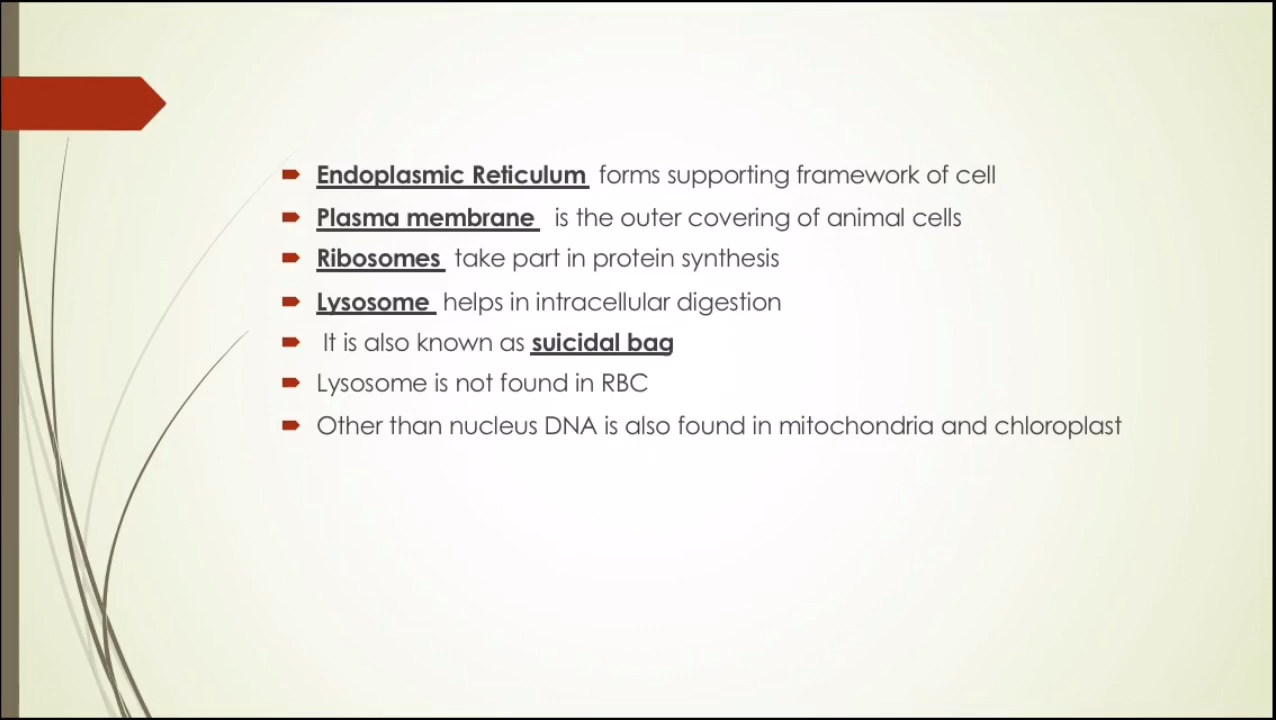 Endoplasmic Reticulum forms supporting framework of cell
Plasma membrane is the outer covering of animal cells
Ribosomes take part in protein synthesis
Lysosome helps in intracellular digestion
It is also known as suicidal bag
Lysosome is not found in RBC
Other than nucleus DNA is also found in mitochondria and chloroplast